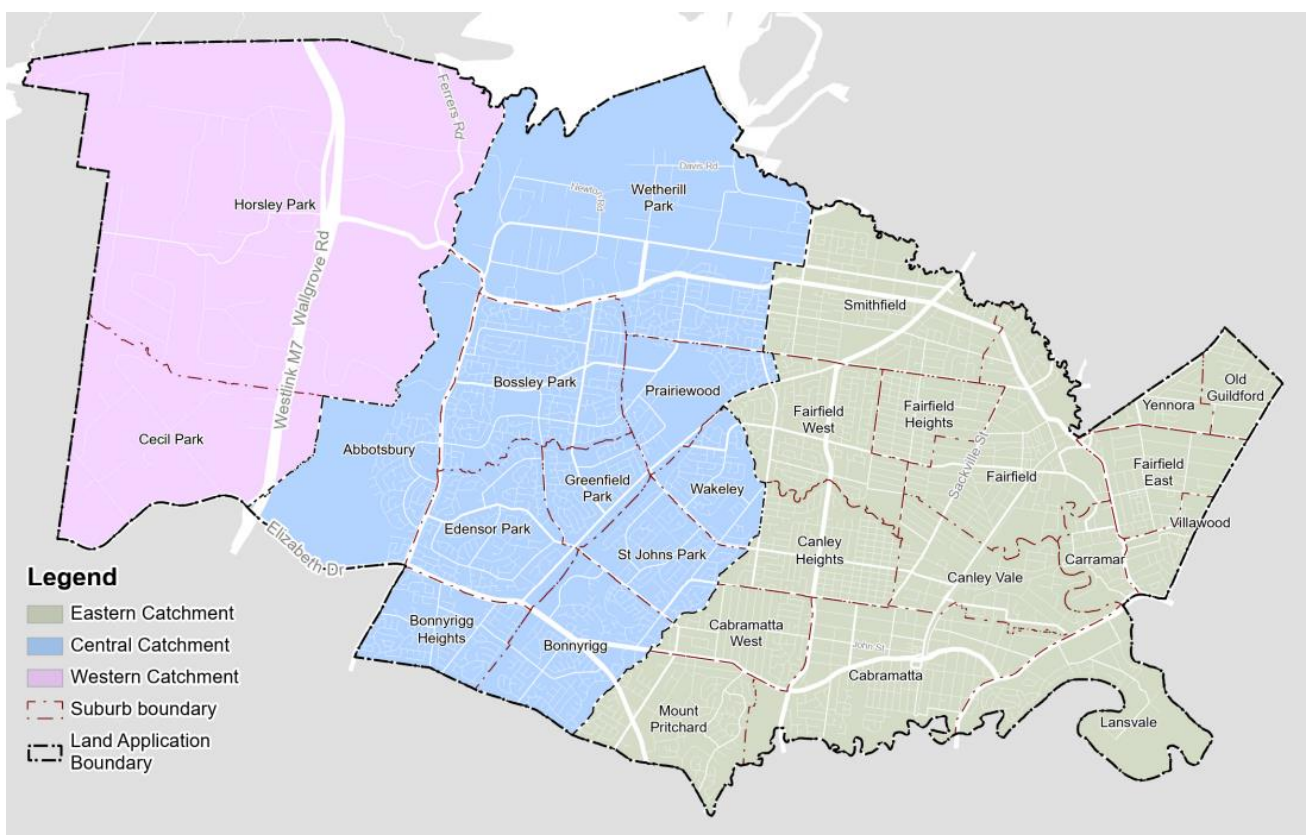 Ferrers Rd
Davis Rd
Newton Rd
Wetherill
Park
Horsley Park
Westlink M7 Wallgrove Rd
Smithfield
Bossley Park
Prairiewood
Old
Guildford
Yennora
Fairfield
West
Fairfield
Heights
Sackville St
Cecil Park
Abbotsbury
Greenfield
Park
Wakeley
Fairfield
Fairfield
East
Villawood
Edensor Park
St Johns Park
Canley
Heights
Canley Vale
Carramar
Elizabeth Dr
Bonnyrigg
Heights
Bonnyrigg
Cabramatta
West
John St
Cabramatta
Mount
Pritchard
Lansvale
Legend
Eastern Catchment
Central Catchment
Western Catchment
Suburb boundary
Land Application
Boundary